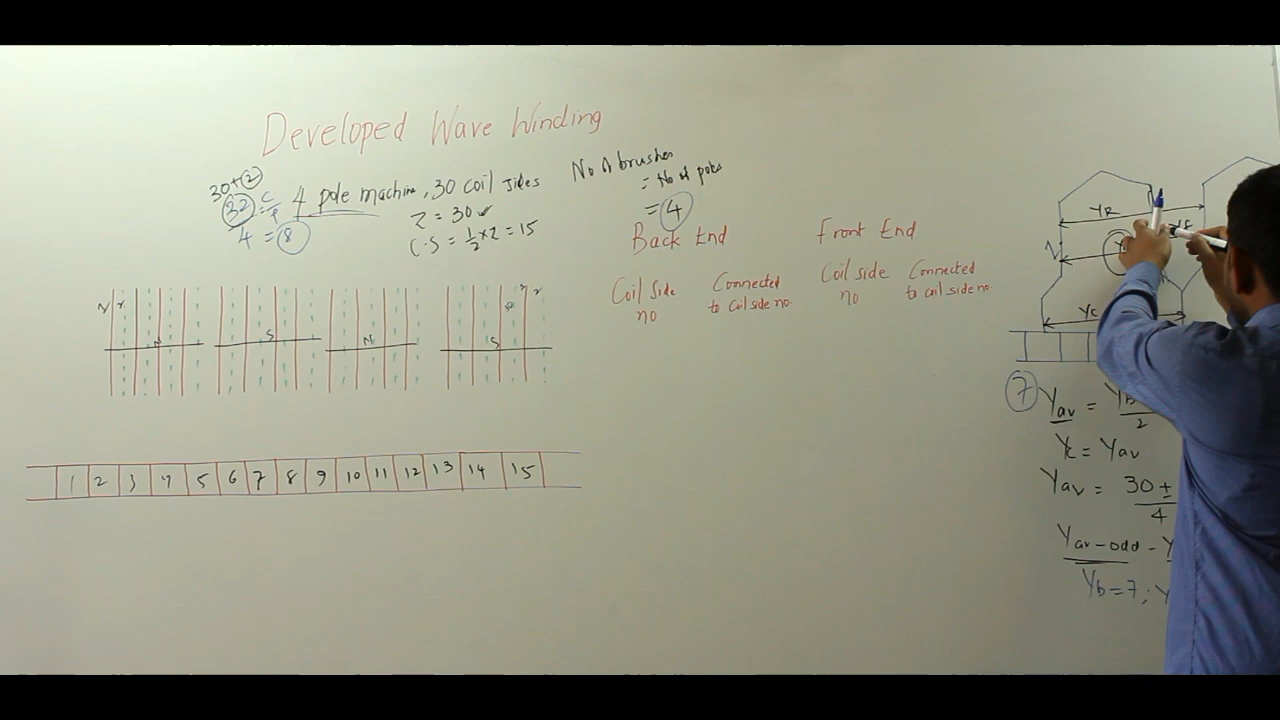 Developed Wave Winding
30+2
4 pole machine, 30 coil sides
No of brushes
= No of poles
= 4
32 = C/P
4 = 8
Z = 30
C.S = 1/2 × Z = 15
Back End
Front End
Coil Side no
Connected to coil side no.
Coil side no
Connected to coil side no.
N
S
N
S
1 2 3 4 5 6 7 8 9 10 11 12 13 14 15
YR
YF
YC
7
Yav =
2
Yc = Yav
Yav = 30 ±
4
Yav - odd -
Yb = 7;